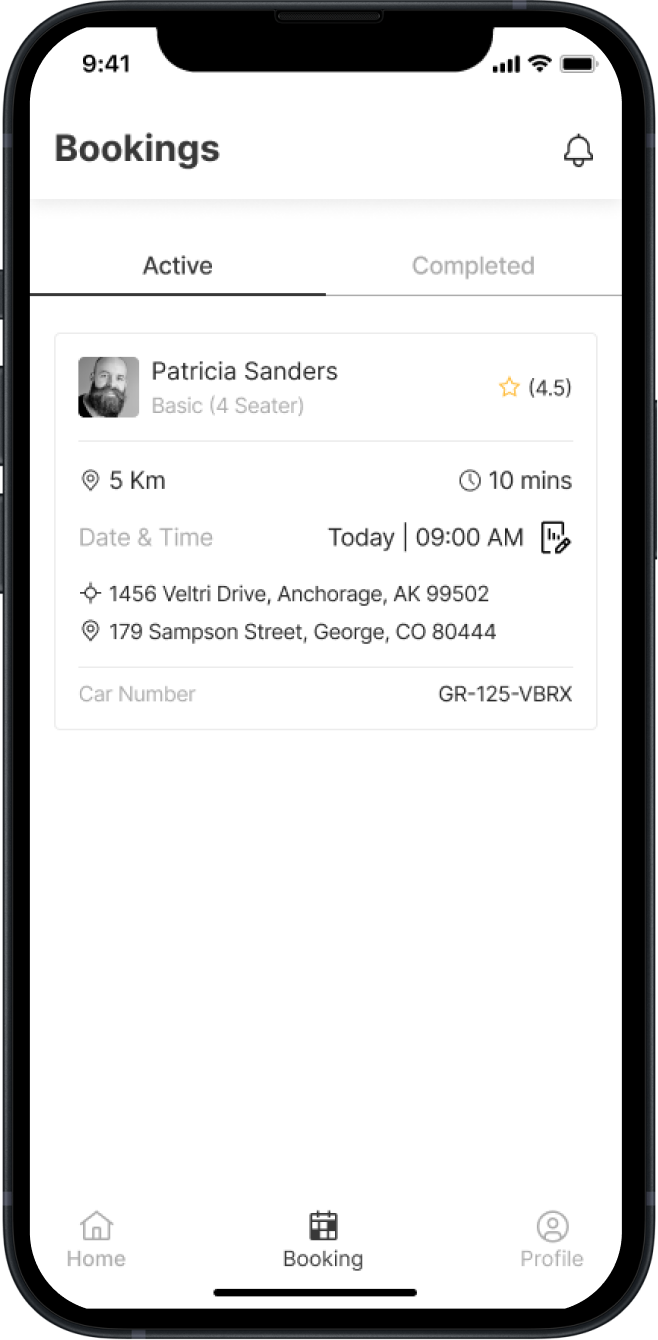 9:41
Bookings
Active
Completed
Patricia Sanders
Basic (4 Seater)
(4.5)
5 Km
10 mins
Date & Time
Today | 09:00 AM
1456 Veltri Drive, Anchorage, AK 99502
179 Sampson Street, George, CO 80444
Car Number
GR-125-VBRX
Home
Booking
Profile